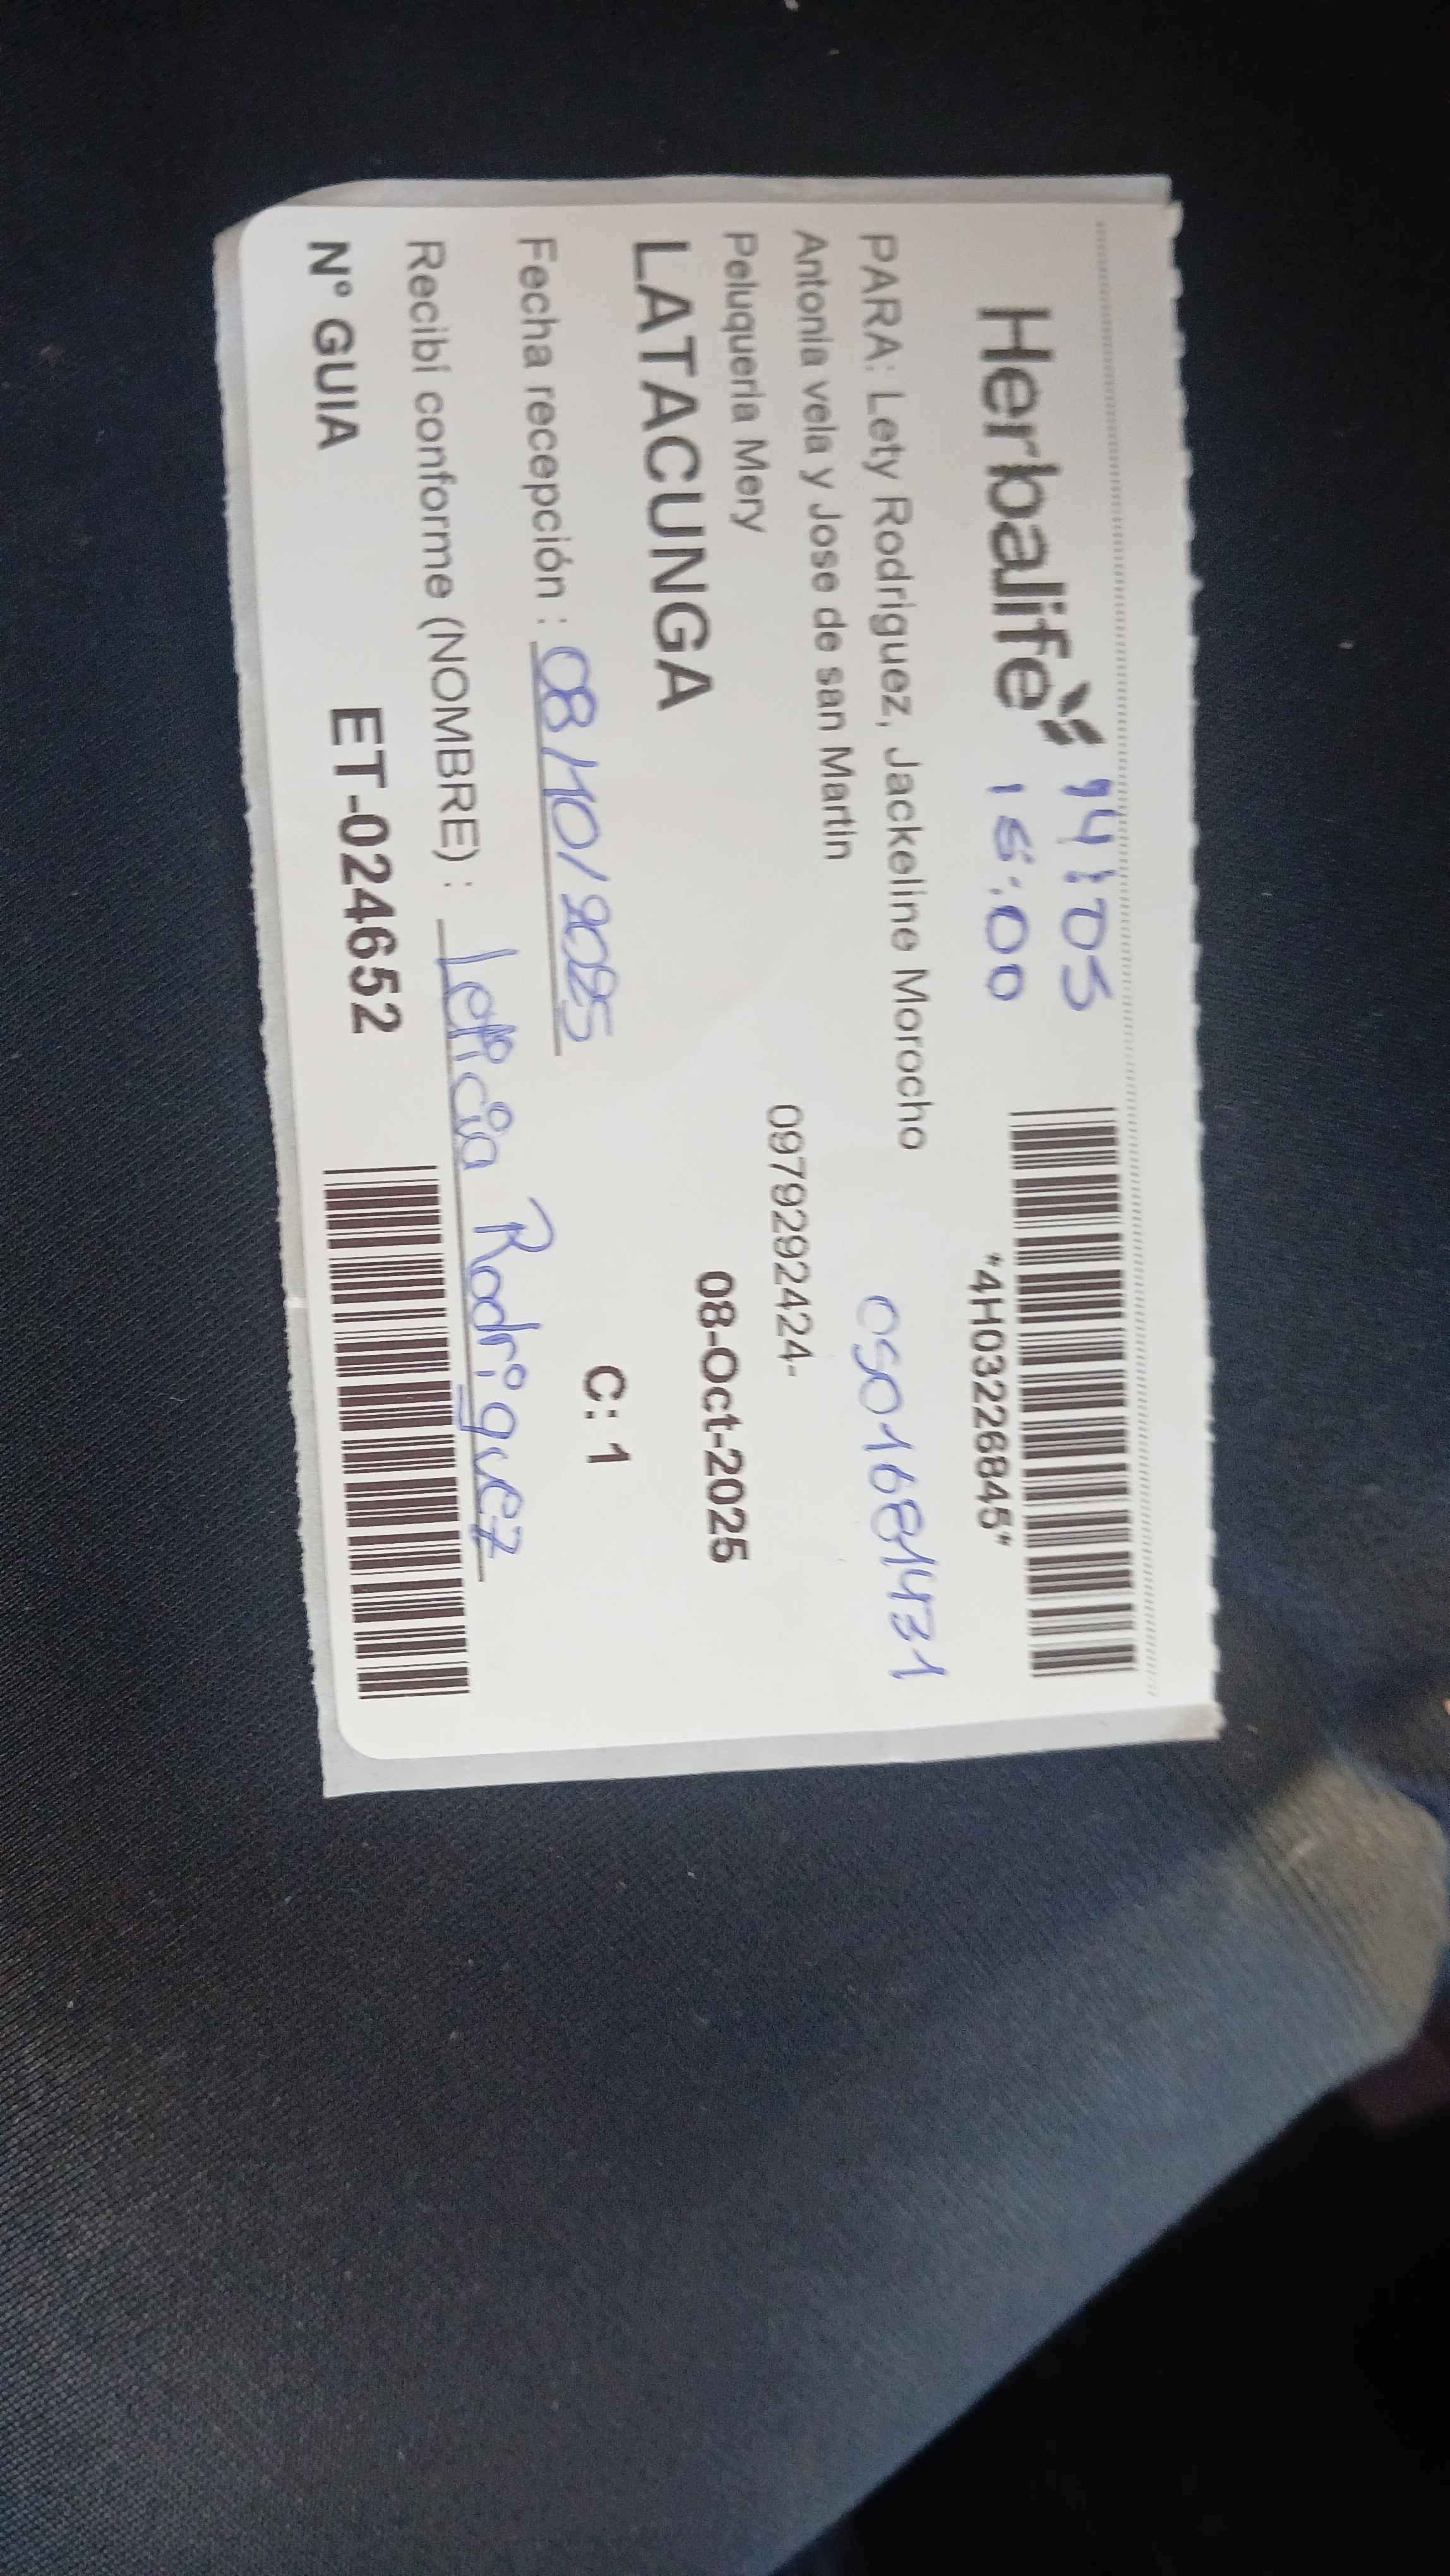 Herbalife
14:05
15:00
*4H03226845*
PARA: Lety Rodriguez, Jackeline Morocho
0501681431
Antonia vela y Jose de san Martin
0979292424-
Peluqueria Mery
08-Oct-2025
LATACUNGA
C: 1
Fecha recepción : 08/10/2025
Recibí conforme (NOMBRE) : Leticia Rodriguez
Nº GUIA ET-024652